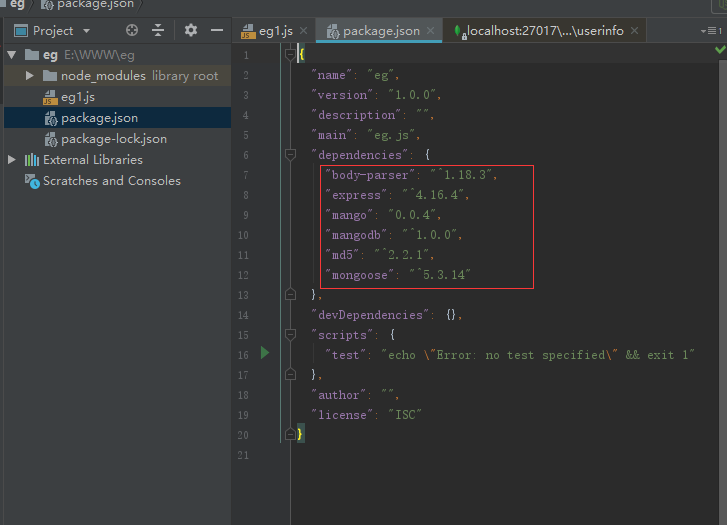 eg package.json
Project
eg1.js package.json localhost:27017\...\userinfo 1
eg E:\WWW\eg
node_modules library root
eg1.js
package.json
package-lock.json
External Libraries
Scratches and Consoles
1 {
2 "name": "eg",
3 "version": "1.0.0",
4 "description": "",
5 "main": "eg.js",
6 "dependencies": {
7 "body-parser": "^1.18.3",
8 "express": "^4.16.4",
9 "mango": "0.0.4",
10 "mangodb": "^1.0.0",
11 "md5": "^2.2.1",
12 "mongoose": "^5.3.14"
13 },
14 "devDependencies": {},
15 "scripts": {
16 "test": "echo \"Error: no test specified\" && exit 1"
17 },
18 "author": "",
19 "license": "ISC"
20 }
21